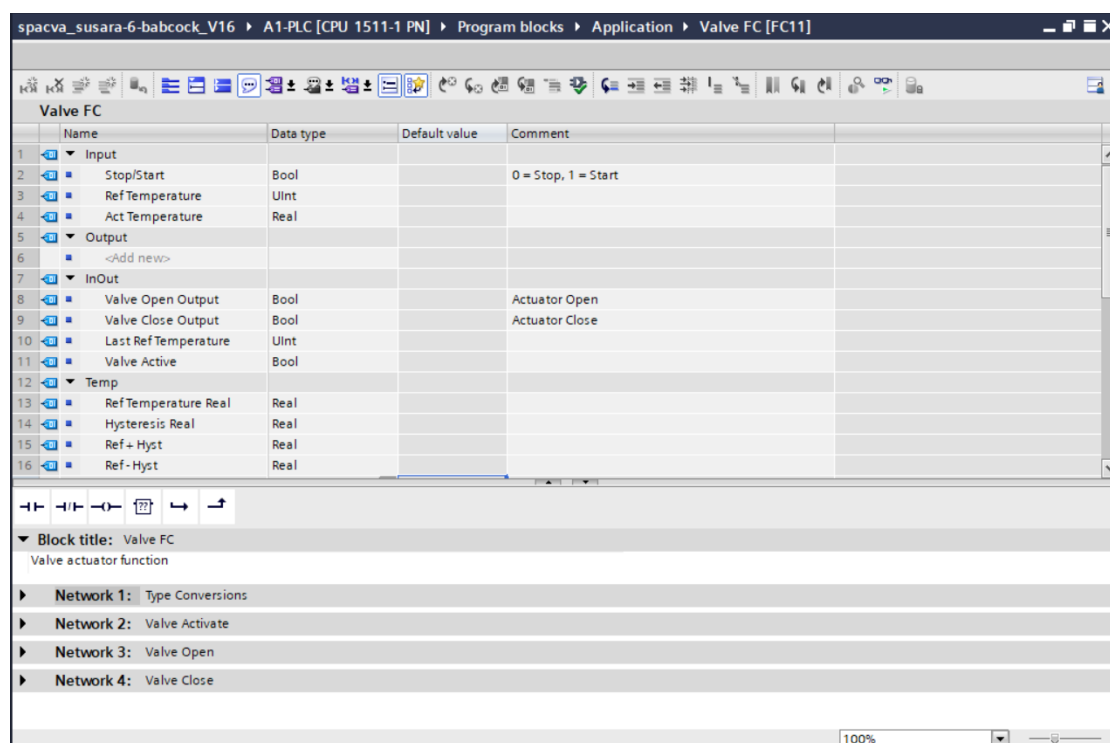 spacva_susara-6-babcock_V16 ▸ A1-PLC [CPU 1511-1 PN] ▸ Program blocks ▸ Application ▸ Valve FC [FC11]
Valve FC
Name Data type Default value Comment
1 Input
2 Stop/Start Bool 0 = Stop, 1 = Start
3 Ref Temperature UInt
4 Act Temperature Real
5 Output
6 <Add new>
7 InOut
8 Valve Open Output Bool Actuator Open
9 Valve Close Output Bool Actuator Close
10 Last Ref Temperature UInt
11 Valve Active Bool
12 Temp
13 Ref Temperature Real Real
14 Hysteresis Real Real
15 Ref + Hyst Real
16 Ref - Hyst Real
??
Block title: Valve FC
Valve actuator function
Network 1: Type Conversions
Network 2: Valve Activate
Network 3: Valve Open
Network 4: Valve Close
100%